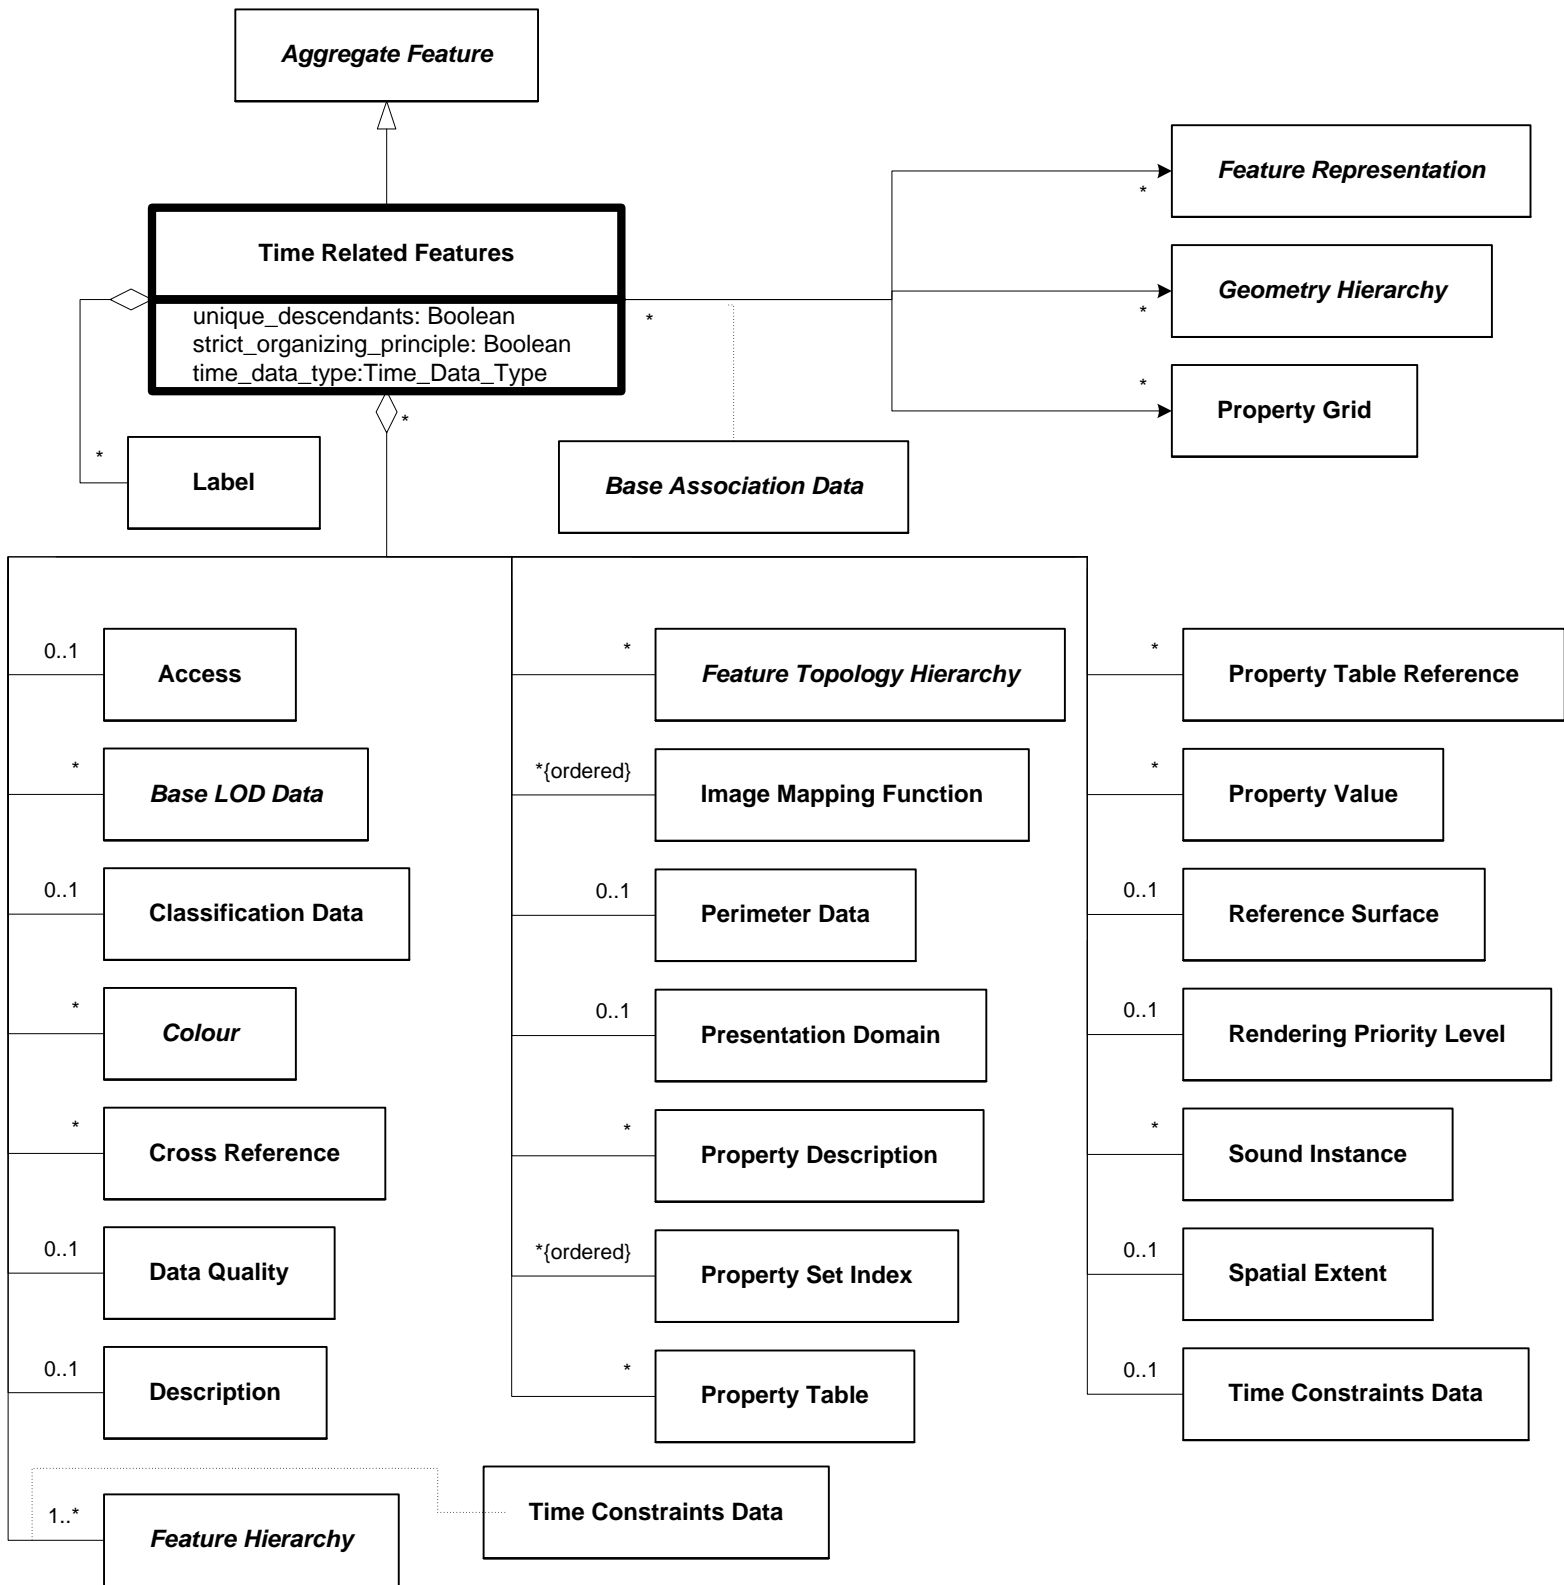 Aggregate Feature
Feature Representation
*
Time Related Features
Geometry Hierarchy
*
unique_descendants: Boolean
strict_organizing_principle: Boolean
time_data_type:Time_Data_Type
*
*
Property Grid
*
*
Label
Base Association Data
0..1
Access
*
Feature Topology Hierarchy
*
Property Table Reference
*
Base LOD Data
*{ordered}
Image Mapping Function
*
Property Value
0..1
Classification Data
0..1
Perimeter Data
0..1
Reference Surface
*
Colour
0..1
Presentation Domain
0..1
Rendering Priority Level
*
Cross Reference
*
Property Description
*
Sound Instance
0..1
Data Quality
*{ordered}
Property Set Index
0..1
Spatial Extent
0..1
Description
*
Property Table
0..1
Time Constraints Data
1..*
Feature Hierarchy
Time Constraints Data